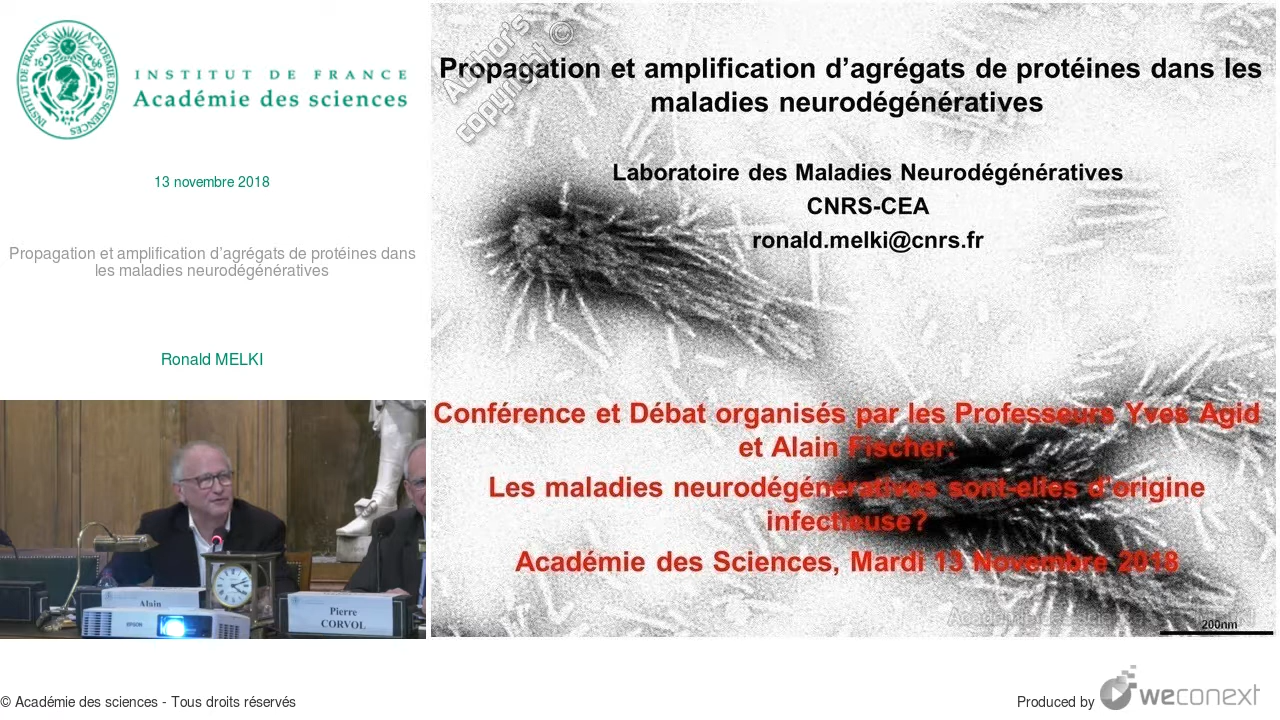 INSTITUT DE FRANCE
Académie des sciences
13 novembre 2018
Propagation et amplification d'agrégats de protéines dans
les maladies neurodégénératives
Ronald MELKI
Alain
EPSON
Pierre
CORVOL
Author's
copyright ©
Propagation et amplification d'agrégats de protéines dans les
maladies neurodégénératives
Laboratoire des Maladies Neurodégénératives
CNRS-CEA
ronald.melki@cnrs.fr
Conférence et Débat organisés par les Professeurs Yves Agid
et Alain Fischer:
Les maladies neurodégénératives sont-elles d'origine
infectieuse?
Académie des Sciences, Mardi 13 Novembre 2018
200nm
© Académie des sciences - Tous droits réservés
Produced by weconext